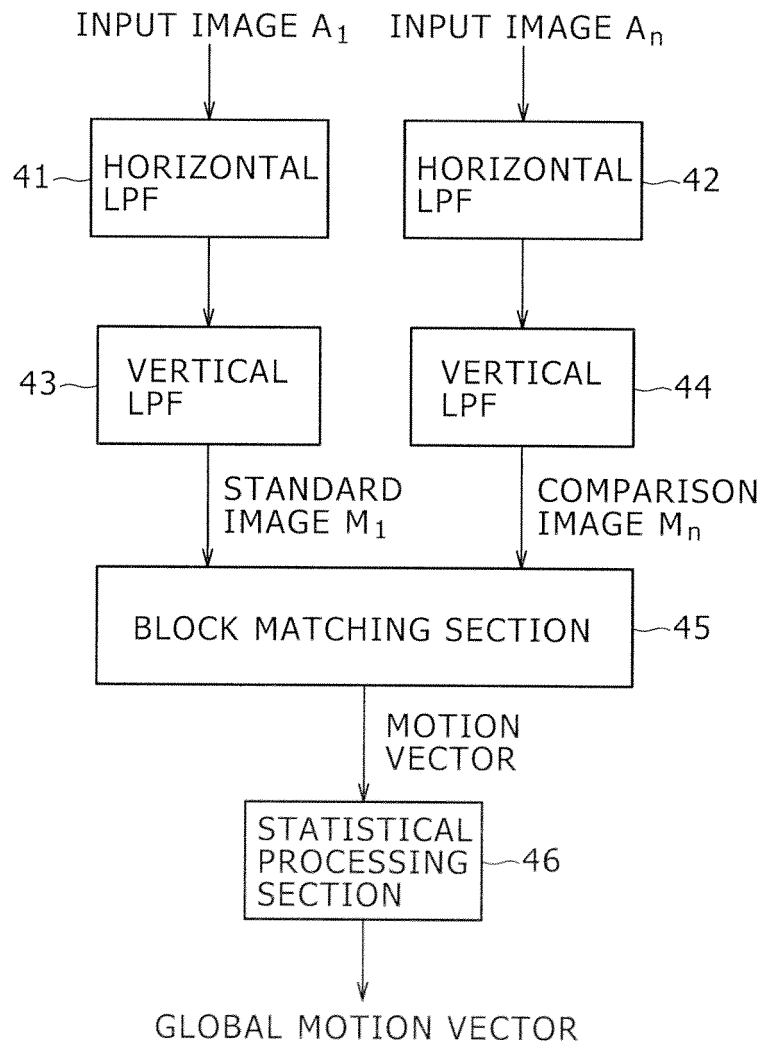 INPUT IMAGE A1
INPUT IMAGE An
41
HORIZONTAL
LPF
HORIZONTAL
LPF
42
43
VERTICAL
LPF
VERTICAL
LPF
44
STANDARD
IMAGE M1
COMPARISON
IMAGE Mn
BLOCK MATCHING SECTION
45
MOTION
VECTOR
STATISTICAL
PROCESSING
SECTION
46
GLOBAL MOTION VECTOR